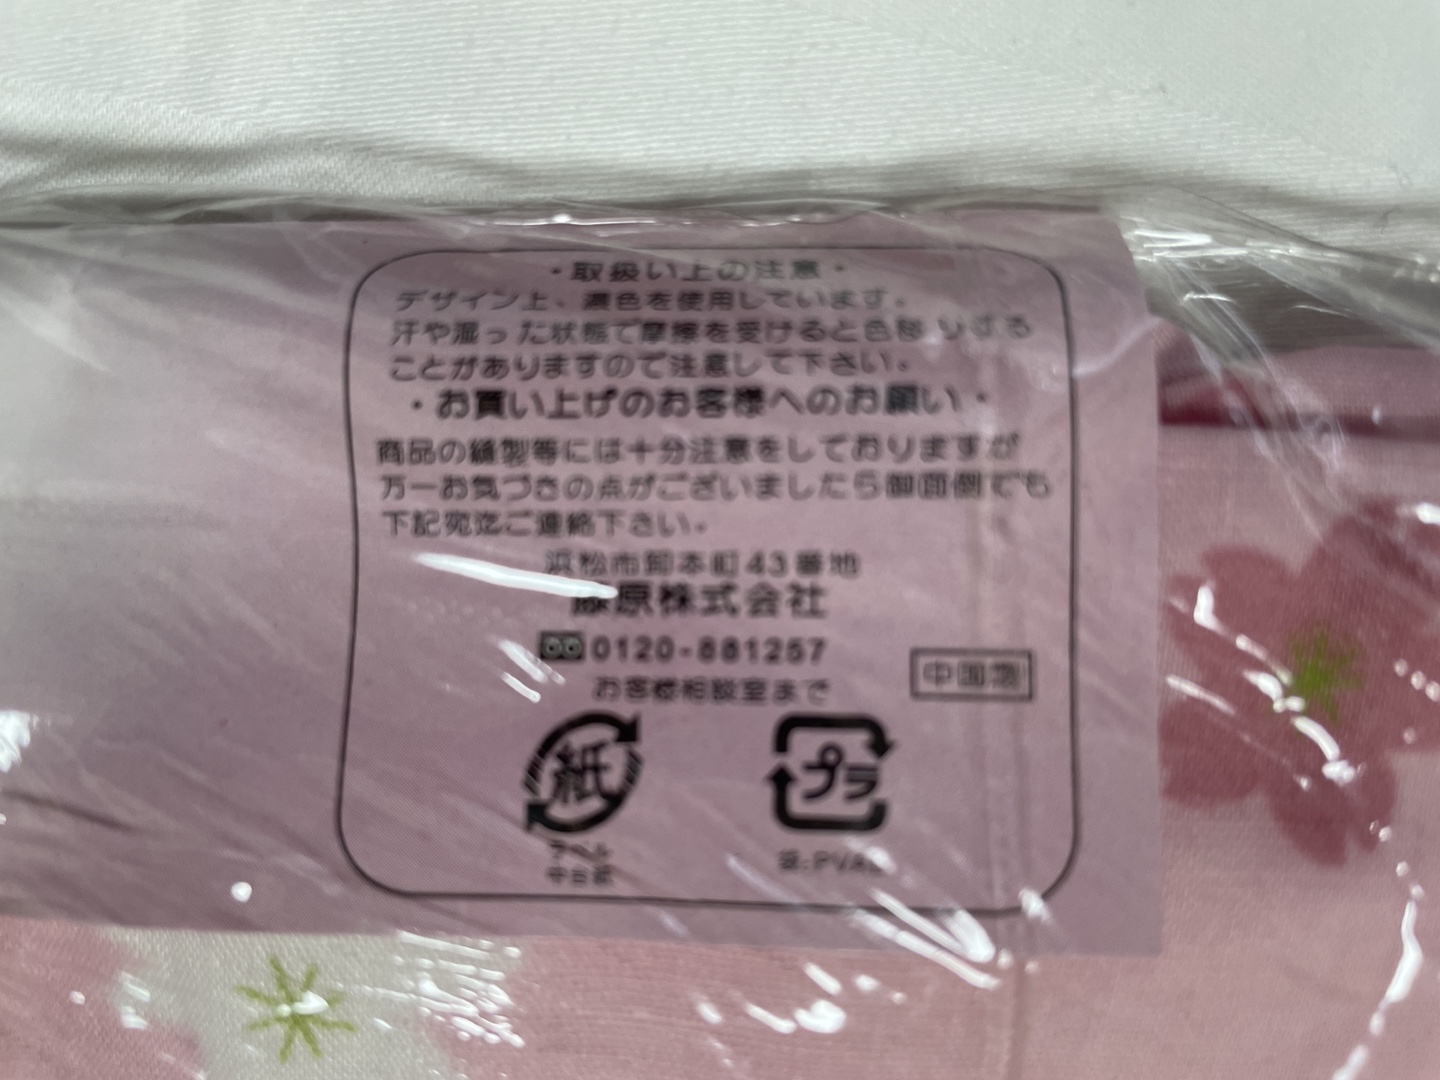 ・取扱い上の注意・
デザイン上、濃色を使用しています。
汗や湿った状態で摩擦を受けると色移りする
ことがありますので注意して下さい。
・お買い上げのお客様へのお願い・
商品の縫製等には十分注意をしておりますが
万一お気づきの点がございましたら御面倒でも
下記宛迄ご連絡下さい。
浜松市卸本町43番地
藤原株式会社
0120-881257
お客様相談室まで
中国製
紙
プラ
ラベル
中台紙
袋:PVA